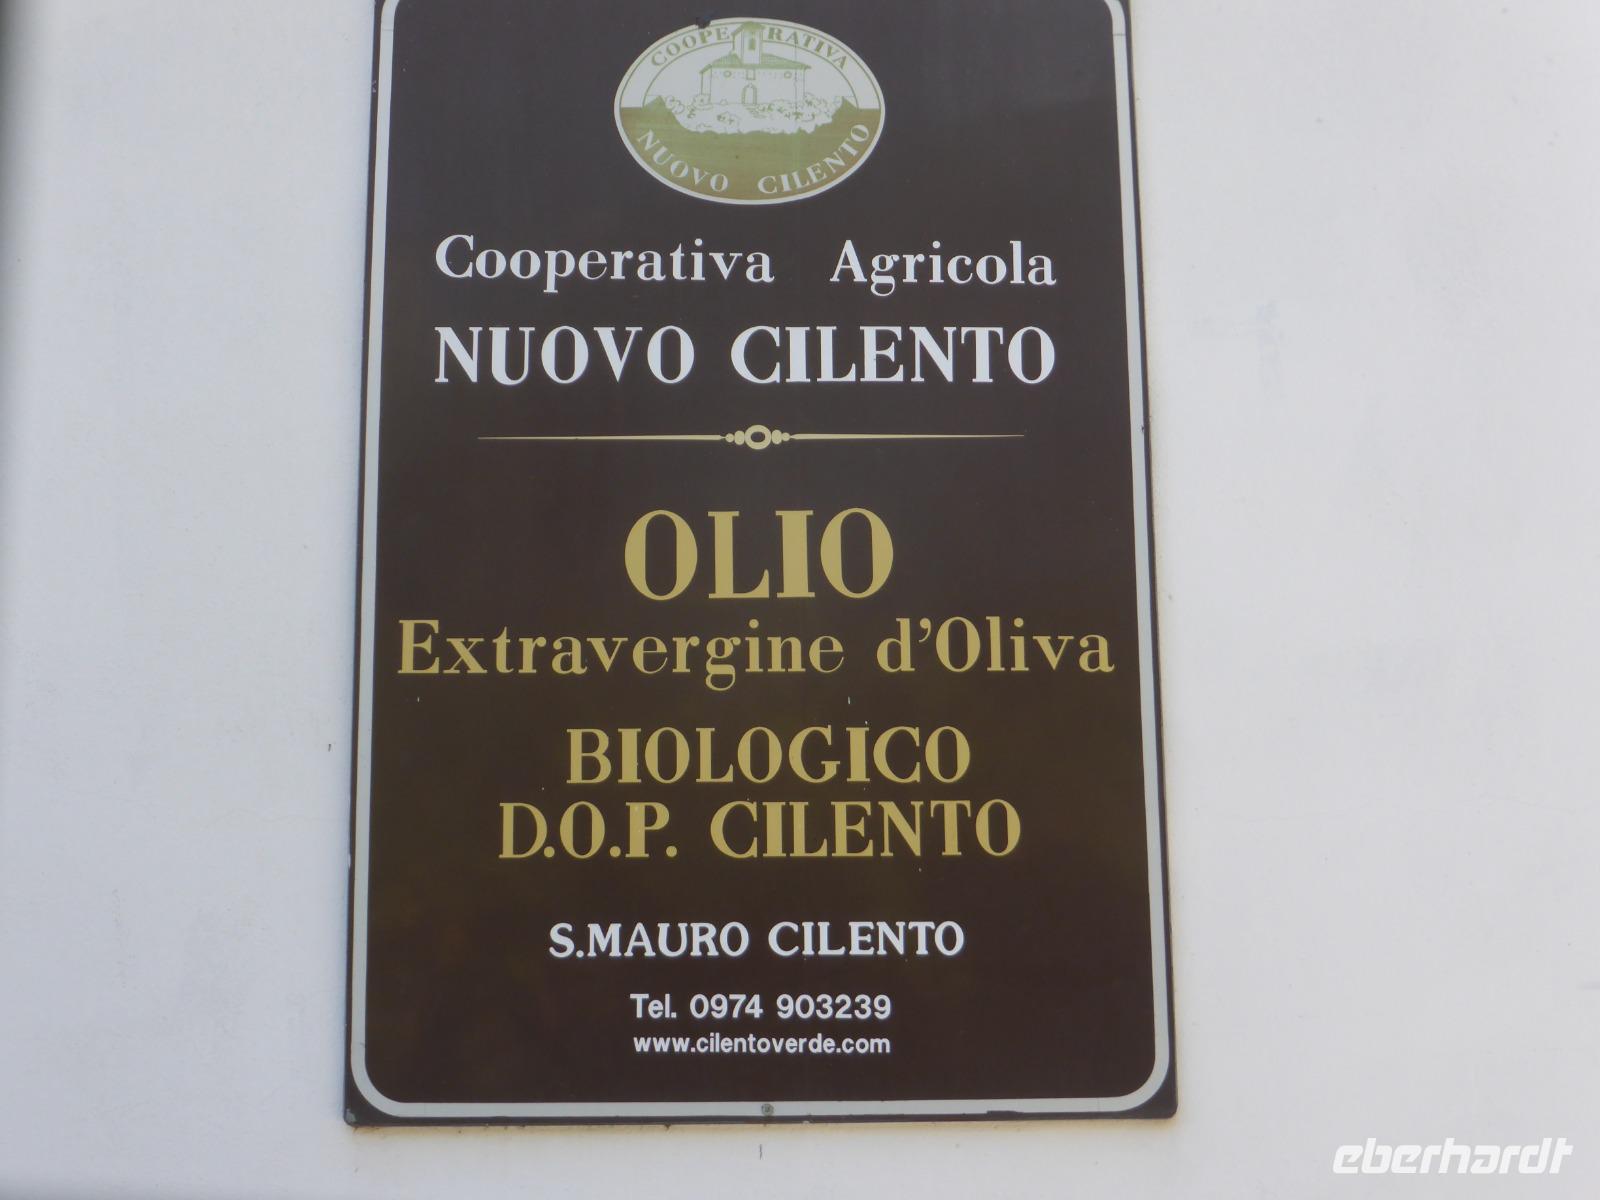 COOPERATIVA
NUOVO CILENTO
Cooperativa Agricola
NUOVO CILENTO
OLIO
Extravergine d'Oliva
BIOLOGICO
D.O.P. CILENTO
S.MAURO CILENTO
Tel. 0974 903239
www.cilentoverde.com
eberhardt